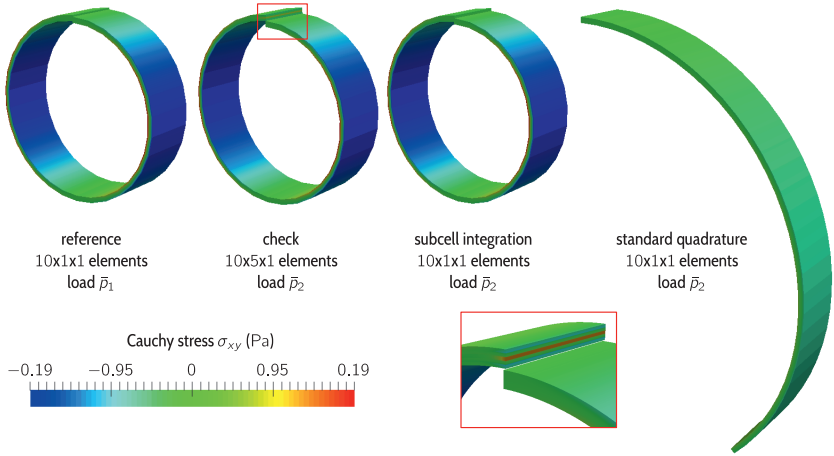 reference
10x1x1 elements
load p̄₁
check
10x5x1 elements
load p̄₂
subcell integration
10x1x1 elements
load p̄₂
standard quadrature
10x1x1 elements
load p̄₂
Cauchy stress σxy (Pa)
−0.19 −0.95 0 0.95 0.19